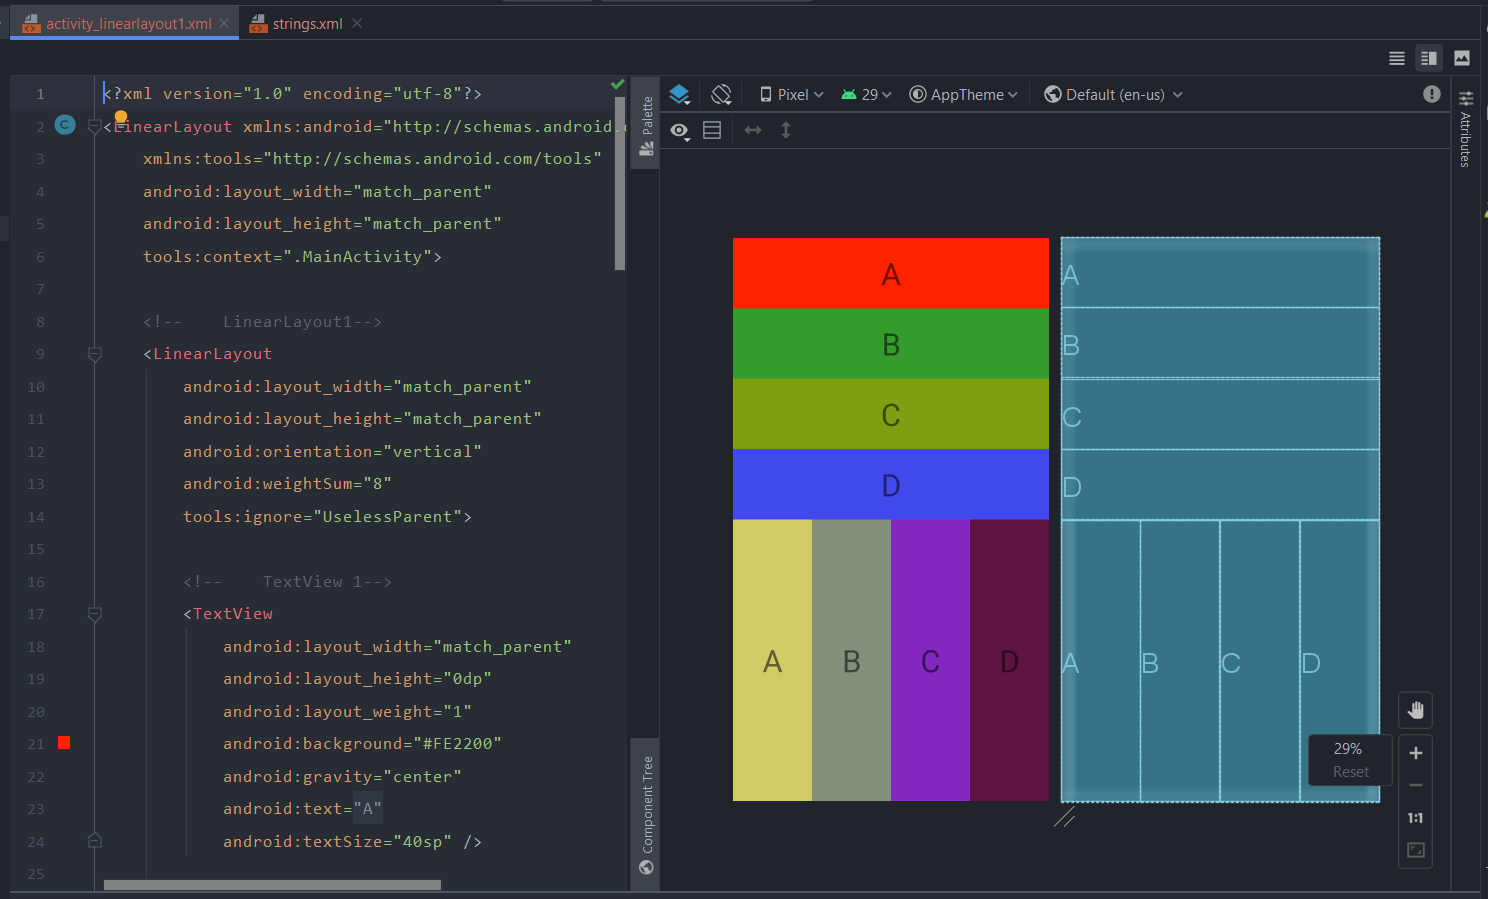 activity_linearlayout1.xml strings.xml
Palette
Pixel 29 AppTheme Default (en-us)
Attributes
1 <?xml version="1.0" encoding="utf-8"?>
2 <LinearLayout xmlns:android="http://schemas.android.
3 xmlns:tools="http://schemas.android.com/tools"
4 android:layout_width="match_parent"
5 android:layout_height="match_parent"
6 tools:context=".MainActivity">
7
8 <!-- LinearLayout1-->
9 <LinearLayout
10 android:layout_width="match_parent"
11 android:layout_height="match_parent"
12 android:orientation="vertical"
13 android:weightSum="8"
14 tools:ignore="UselessParent">
15
16 <!-- TextView 1-->
17 <TextView
18 android:layout_width="match_parent"
19 android:layout_height="0dp"
20 android:layout_weight="1"
21 android:background="#FE2200"
22 android:gravity="center"
23 android:text="A"
24 android:textSize="40sp" />
25
C
Component Tree
A
B
C
D
A B C D
A
B
C
D
A B C D
29%
Reset
1:1